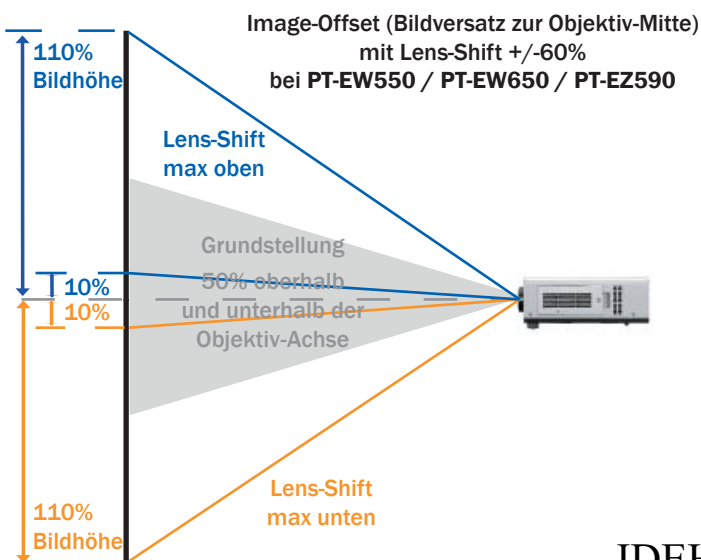 Image-Offset (Bildversatz zur Objektiv-Mitte)
mit Lens-Shift +/-60%
bei PT-EW550 / PT-EW650 / PT-EZ590
110%
Bildhöhe
Lens-Shift
max oben
Grundstellung
50% oberhalb
und unterhalb der
Objektiv-Achse
10%
10%
Lens-Shift
max unten
110%
Bildhöhe